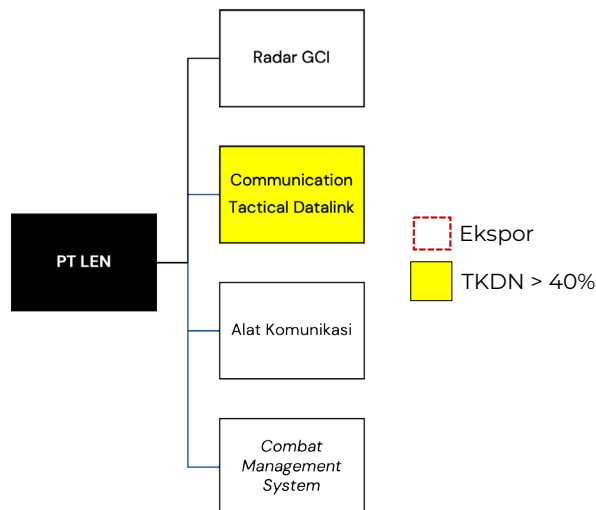 Radar GCI
Communication
Tactical Datalink
PT LEN
Ekspor
TKDN > 40%
Alat Komunikasi
Combat
Management
System